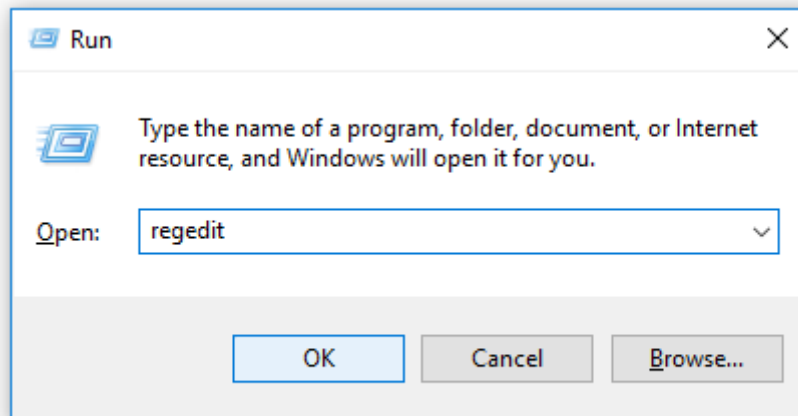 Run
Type the name of a program, folder, document, or Internet
resource, and Windows will open it for you.
Open: regedit
OK Cancel Browse...